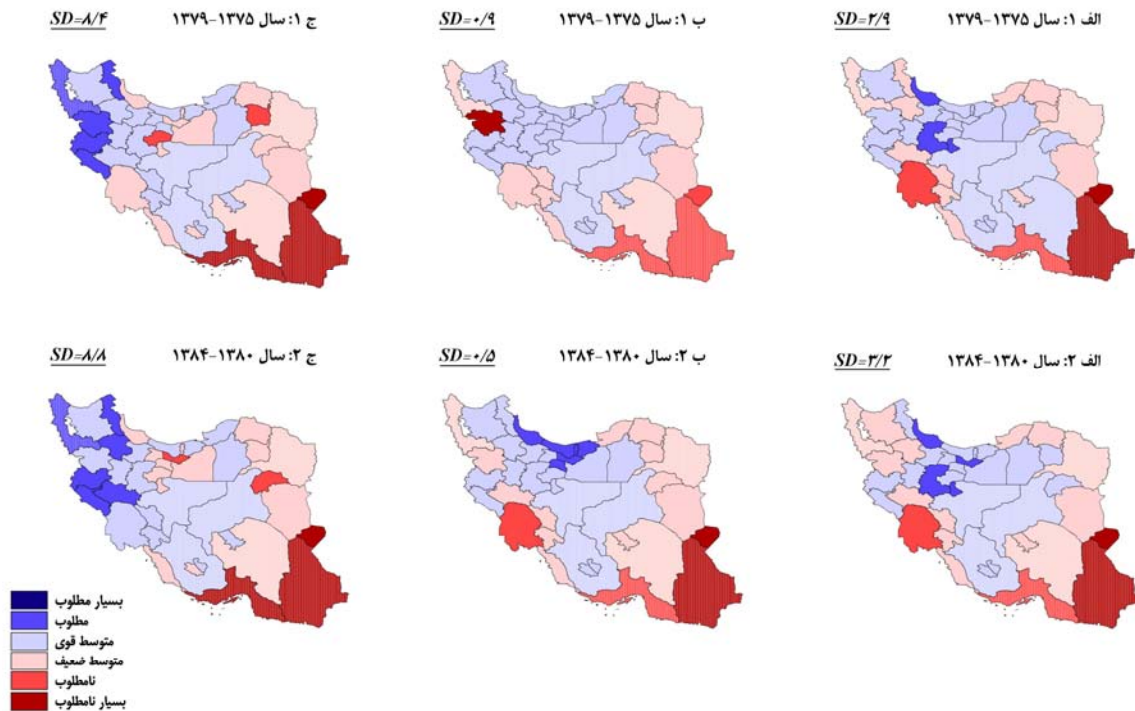 الف ۱: سال ۱۳۷۵-۱۳۷۹
SD=۲/۹
ب ۱: سال ۱۳۷۵-۱۳۷۹
SD=۰/۹
ج ۱: سال ۱۳۷۵-۱۳۷۹
SD=۸/۴
الف ۲: سال ۱۳۸۰-۱۳۸۴
SD=۳/۲
ب ۲: سال ۱۳۸۰-۱۳۸۴
SD=۰/۵
ج ۲: سال ۱۳۸۰-۱۳۸۴
SD=۸/۸
بسیار مطلوب
مطلوب
متوسط قوی
متوسط ضعیف
نامطلوب
بسیار نامطلوب